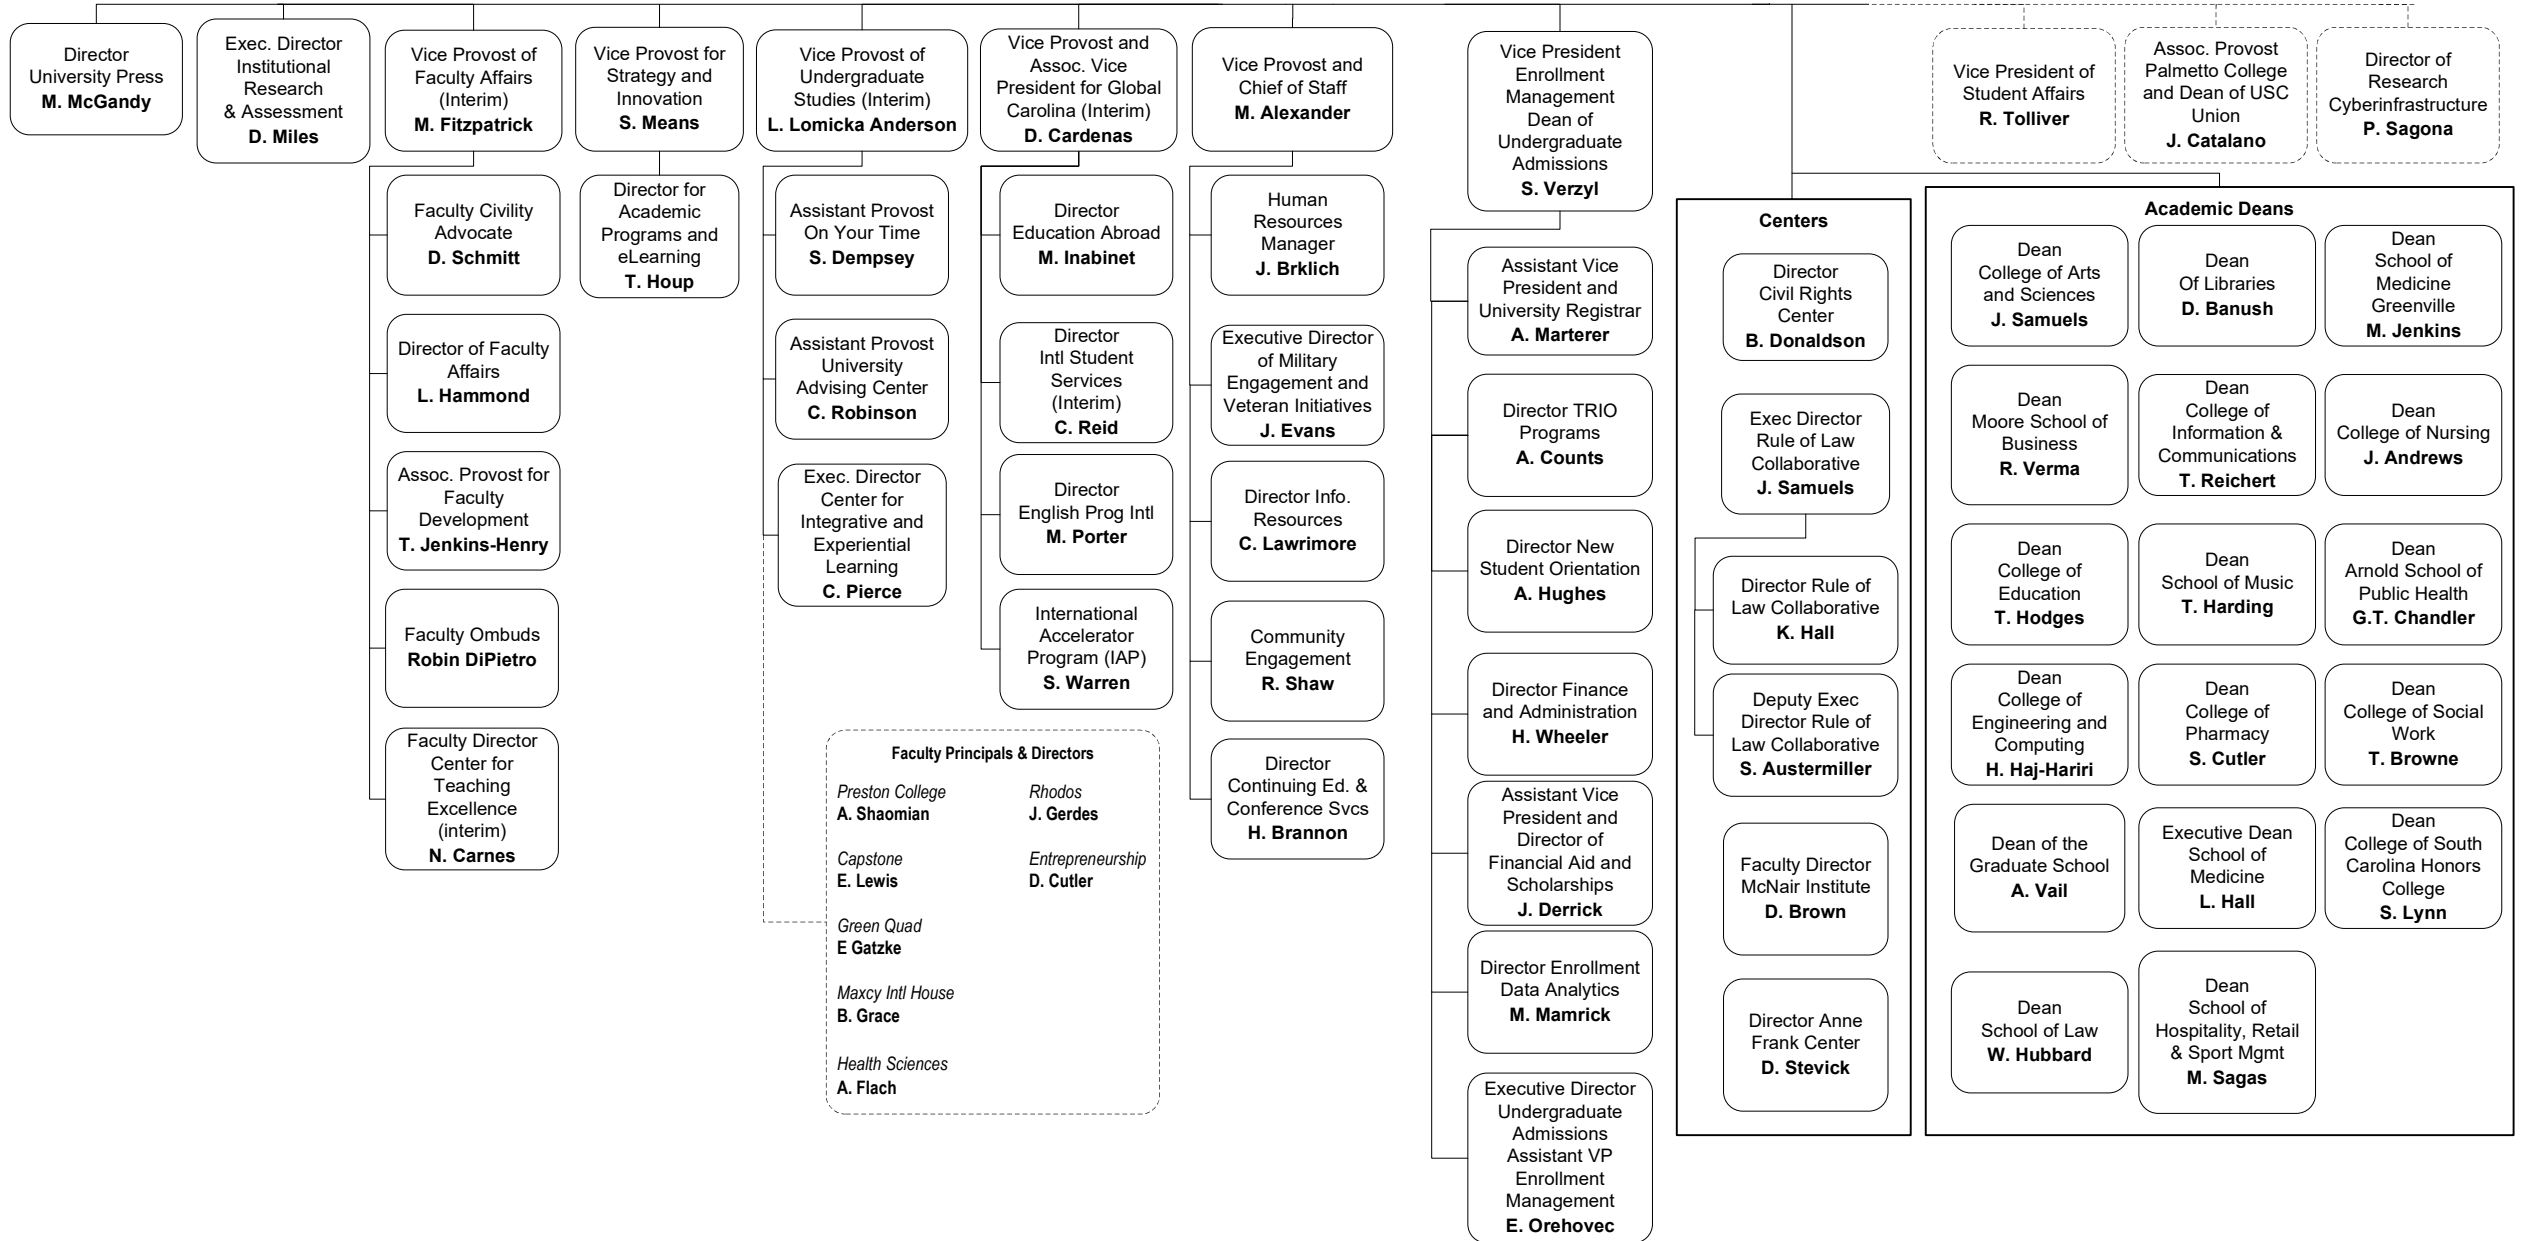 Director
University Press
M. McGandy
Exec. Director
Institutional
Research
& Assessment
D. Miles
Vice Provost of
Faculty Affairs
(Interim)
M. Fitzpatrick
Vice Provost for
Strategy and
Innovation
S. Means
Vice Provost of
Undergraduate
Studies (Interim)
L. Lomicka Anderson
Vice Provost and
Assoc. Vice
President for Global
Carolina (Interim)
D. Cardenas
Vice Provost and
Chief of Staff
M. Alexander
Vice President
Enrollment
Management
Dean of
Undergraduate
Admissions
S. Verzyl
Vice President of
Student Affairs
R. Tolliver
Assoc. Provost
Palmetto College
and Dean of USC
Union
J. Catalano
Director of
Research
Cyberinfrastructure
P. Sagona
Faculty Civility
Advocate
D. Schmitt
Director of Faculty
Affairs
L. Hammond
Assoc. Provost for
Faculty
Development
T. Jenkins-Henry
Faculty Ombuds
Robin DiPietro
Faculty Director
Center for
Teaching
Excellence
(interim)
N. Carnes
Director for
Academic
Programs and
eLearning
T. Houp
Assistant Provost
On Your Time
S. Dempsey
Assistant Provost
University
Advising Center
C. Robinson
Exec. Director
Center for
Integrative and
Experiential
Learning
C. Pierce
Faculty Principals & Directors
Preston College
A. Shaomian
Capstone
E. Lewis
Green Quad
E Gatzke
Maxcy Intl House
B. Grace
Health Sciences
A. Flach
Rhodos
J. Gerdes
Entrepreneurship
D. Cutler
Director
Education Abroad
M. Inabinet
Director
Intl Student
Services
(Interim)
C. Reid
Director
English Prog Intl
M. Porter
International
Accelerator
Program (IAP)
S. Warren
Human
Resources
Manager
J. Brklich
Executive Director
of Military
Engagement and
Veteran Initiatives
J. Evans
Director Info.
Resources
C. Lawrimore
Community
Engagement
R. Shaw
Director
Continuing Ed. &
Conference Svcs
H. Brannon
Assistant Vice
President and
University Registrar
A. Marterer
Director TRIO
Programs
A. Counts
Director New
Student Orientation
A. Hughes
Director Finance
and Administration
H. Wheeler
Assistant Vice
President and
Director of
Financial Aid and
Scholarships
J. Derrick
Director Enrollment
Data Analytics
M. Mamrick
Executive Director
Undergraduate
Admissions
Assistant VP
Enrollment
Management
E. Orehovec
Centers
Director
Civil Rights
Center
B. Donaldson
Exec Director
Rule of Law
Collaborative
J. Samuels
Director Rule of
Law Collaborative
K. Hall
Deputy Exec
Director Rule of
Law Collaborative
S. Austermiller
Faculty Director
McNair Institute
D. Brown
Director Anne
Frank Center
D. Stevick
Academic Deans
Dean
College of Arts
and Sciences
J. Samuels
Dean
Of Libraries
D. Banush
Dean
School of
Medicine
Greenville
M. Jenkins
Dean
Moore School of
Business
R. Verma
Dean
College of
Information &
Communications
T. Reichert
Dean
College of Nursing
J. Andrews
Dean
College of
Education
T. Hodges
Dean
School of Music
T. Harding
Dean
Arnold School of
Public Health
G.T. Chandler
Dean
College of
Engineering and
Computing
H. Haj-Hariri
Dean
College of
Pharmacy
S. Cutler
Dean
College of Social
Work
T. Browne
Dean of the
Graduate School
A. Vail
Executive Dean
School of
Medicine
L. Hall
Dean
College of South
Carolina Honors
College
S. Lynn
Dean
School of Law
W. Hubbard
Dean
School of
Hospitality, Retail
& Sport Mgmt
M. Sagas